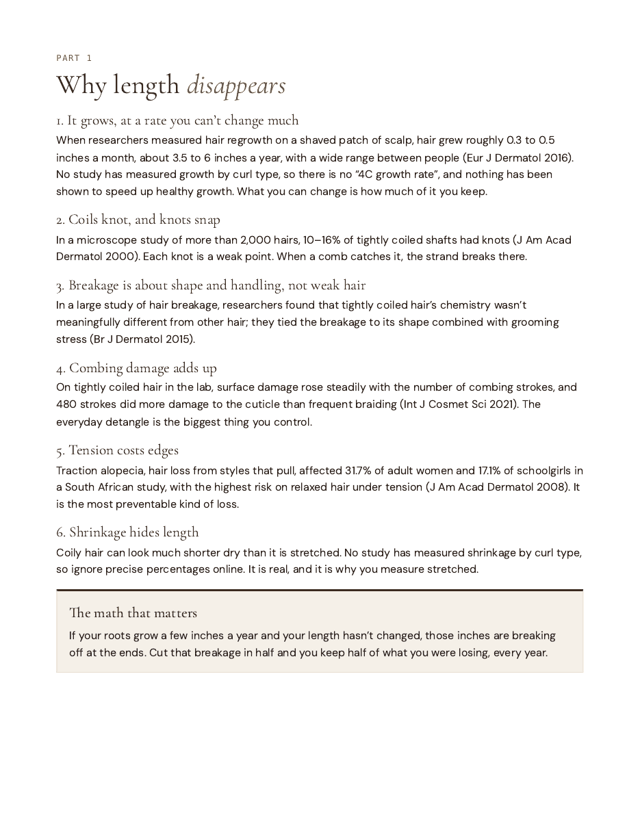 PART 1
Why length disappears
1. It grows, at a rate you can’t change much
When researchers measured hair regrowth on a shaved patch of scalp, hair grew roughly 0.3 to 0.5
inches a month, about 3.5 to 6 inches a year, with a wide range between people (Eur J Dermatol 2016).
No study has measured growth by curl type, so there is no “4C growth rate”, and nothing has been
shown to speed up healthy growth. What you can change is how much of it you keep.
2. Coils knot, and knots snap
In a microscope study of more than 2,000 hairs, 10–16% of tightly coiled shafts had knots (J Am Acad
Dermatol 2000). Each knot is a weak point. When a comb catches it, the strand breaks there.
3. Breakage is about shape and handling, not weak hair
In a large study of hair breakage, researchers found that tightly coiled hair’s chemistry wasn’t
meaningfully different from other hair; they tied the breakage to its shape combined with grooming
stress (Br J Dermatol 2015).
4. Combing damage adds up
On tightly coiled hair in the lab, surface damage rose steadily with the number of combing strokes, and
480 strokes did more damage to the cuticle than frequent braiding (Int J Cosmet Sci 2021). The
everyday detangle is the biggest thing you control.
5. Tension costs edges
Traction alopecia, hair loss from styles that pull, affected 31.7% of adult women and 17.1% of schoolgirls in
a South African study, with the highest risk on relaxed hair under tension (J Am Acad Dermatol 2008). It
is the most preventable kind of loss.
6. Shrinkage hides length
Coily hair can look much shorter dry than it is stretched. No study has measured shrinkage by curl type,
so ignore precise percentages online. It is real, and it is why you measure stretched.
The math that matters
If your roots grow a few inches a year and your length hasn’t changed, those inches are breaking
off at the ends. Cut that breakage in half and you keep half of what you were losing, every year.